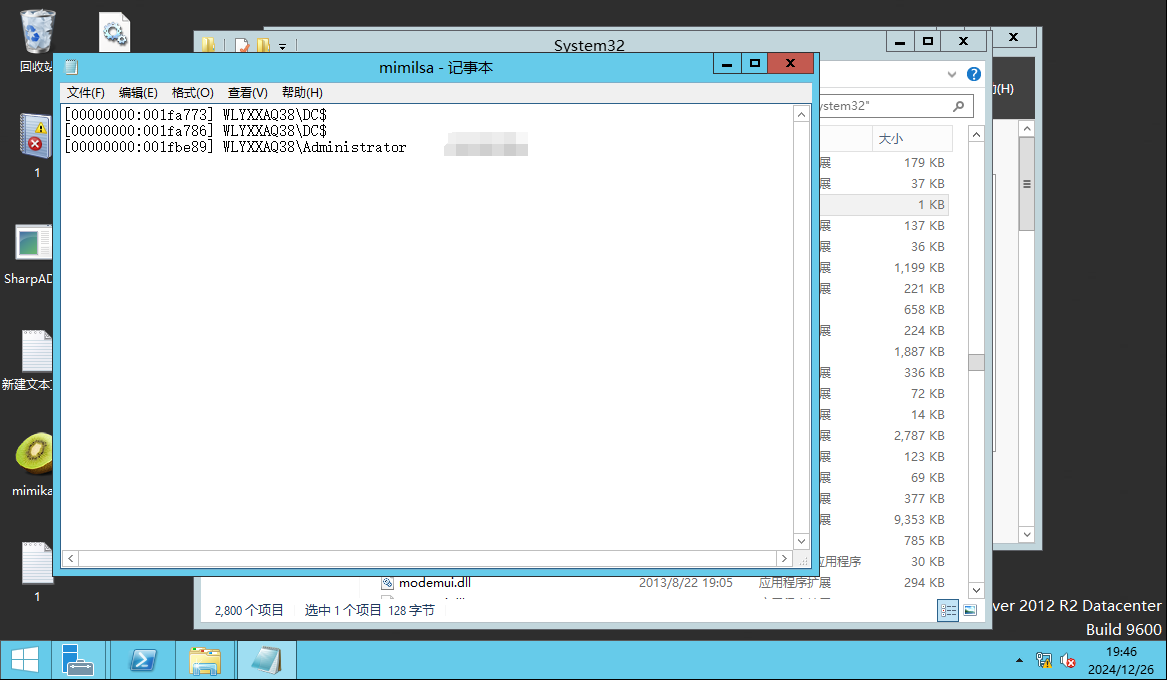 回收站
System32
mimilsa - 记事本
文件(F) 编辑(E) 格式(O) 查看(V) 帮助(H)
[00000000:001fa773] WLYXXAQ38\DC$
[00000000:001fa786] WLYXXAQ38\DC$
[00000000:001fbe89] WLYXXAQ38\Administrator
(H)
ystem32"
大小
展 179 KB
展 37 KB
1 KB
展 137 KB
展 36 KB
展 1,199 KB
展 221 KB
658 KB
展 224 KB
1,887 KB
展 336 KB
展 72 KB
展 14 KB
展 2,787 KB
展 123 KB
展 69 KB
展 377 KB
展 9,353 KB
785 KB
应用程序 30 KB
modemui.dll 2013/8/22 19:05 应用程序扩展 294 KB
2,800 个项目 选中 1 个项目 128 字节
1
SharpAD
新建文本
mimika
1
ver 2012 R2 Datacenter
Build 9600
19:46
2024/12/26